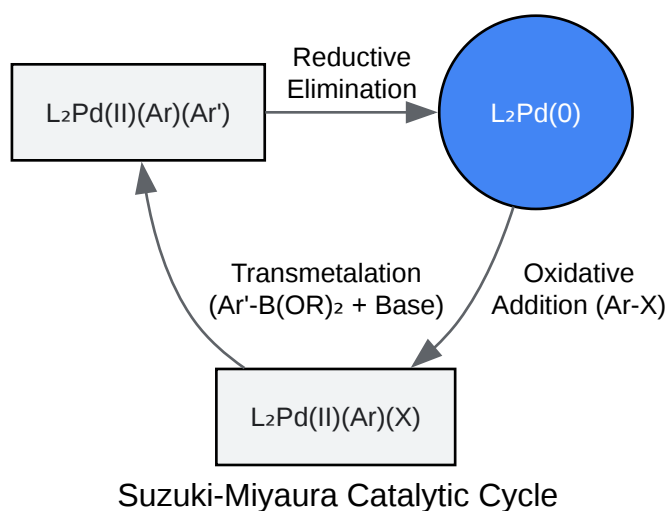 Reductive
Elimination
L₂Pd(II)(Ar)(Ar')
L₂Pd(0)
Transmetalation
(Ar'-B(OR)₂ + Base)
Oxidative
Addition (Ar-X)
L₂Pd(II)(Ar)(X)
Suzuki-Miyaura Catalytic Cycle